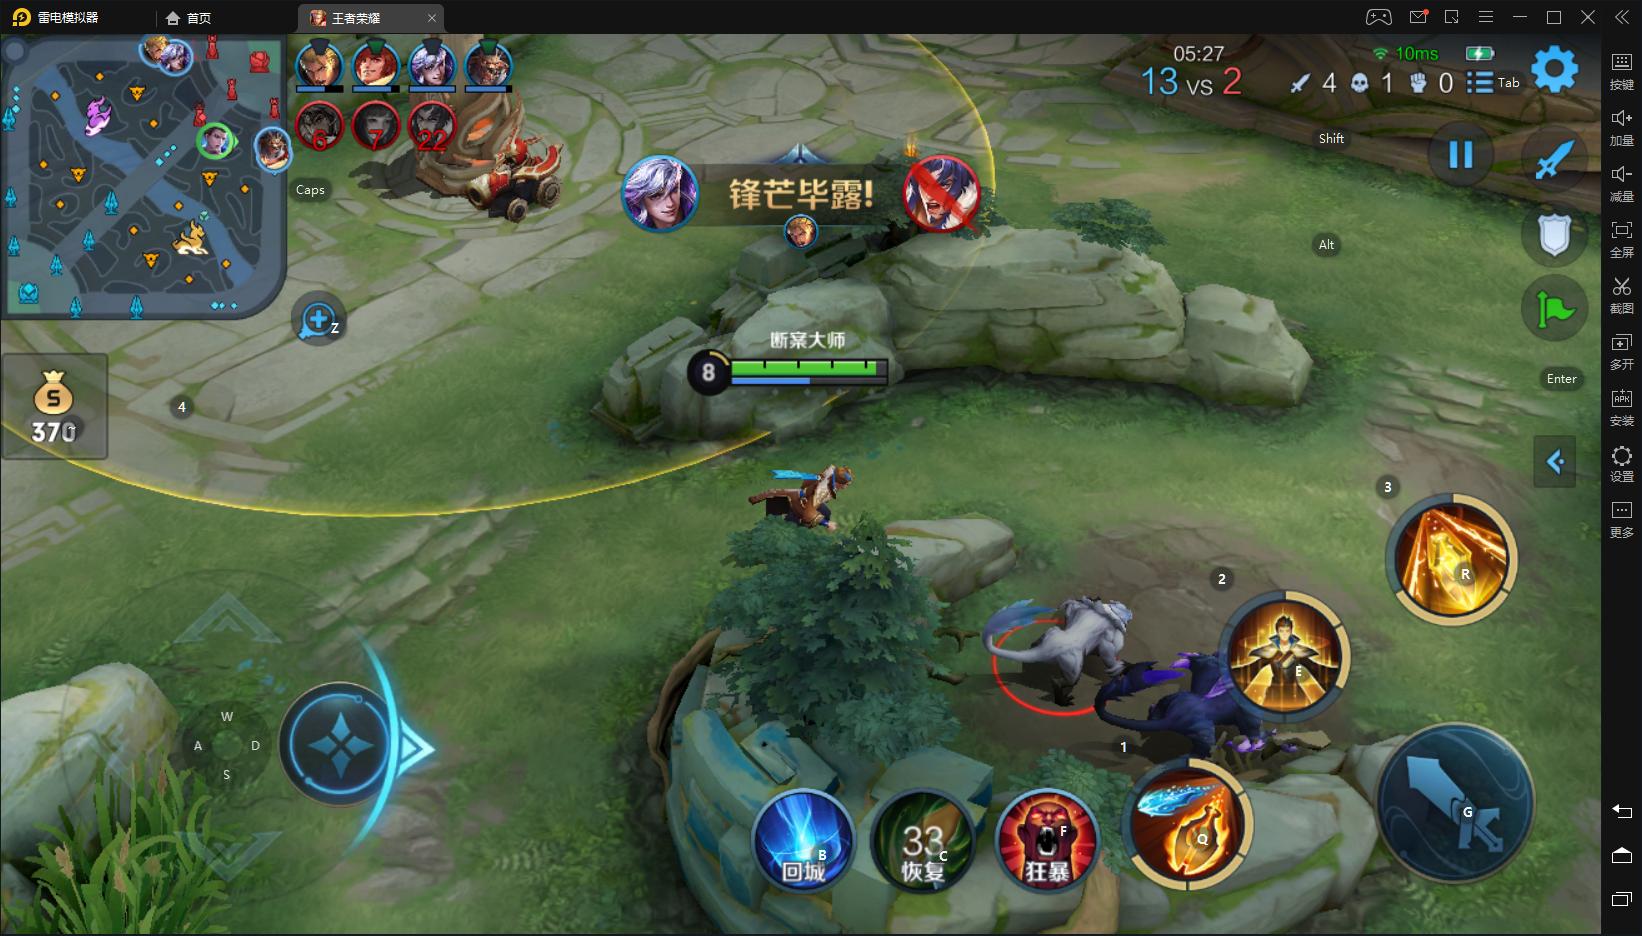 雷电模拟器
首页
王者荣耀
6
7
22
Caps
05:27
13 vs 2
10ms
4
1
0
Tab
Shift
Alt
Enter
锋芒毕露!
Z
断案大师
8
S
370
4
3
R
2
E
1
Q
G
W
A
D
S
B
回城
33
C
恢复
F
狂暴
按键
加量
减量
全屏
截图
多开
APK
安装
设置
更多